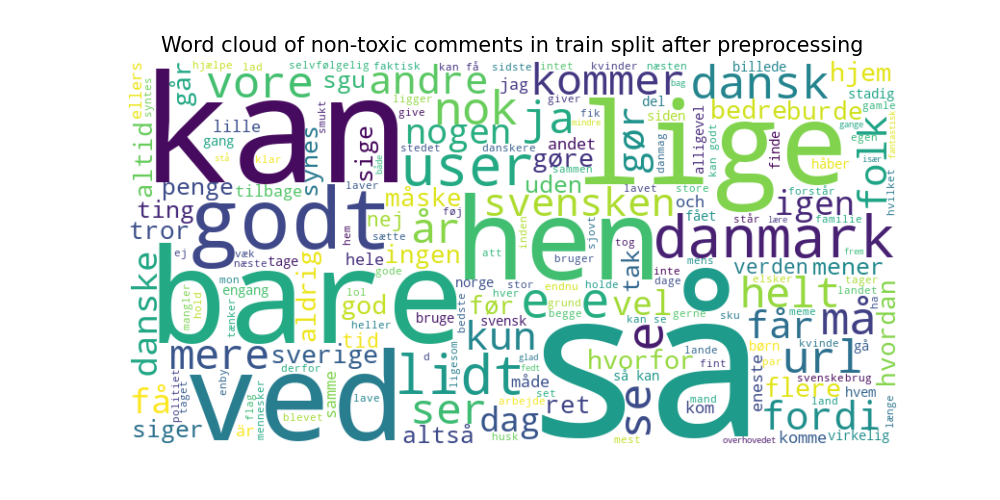 Word cloud of non-toxic comments in train split after preprocessing
kan
lige
bare
så
ved
hen
godt
danmark
svensken
user
lidt
dansk
andre
vore
kommer
nok
ja
nogen
gør
gøre
uden
folk
igen
bedre
burde
hjem
går
altid
ellers
hjælpe
lad
selvfølgelig
faktisk
kan få
sidste
intet
kvinder
næsten
bag
billede
stadig
gamle
gange
fantastisk
egen
især
hvilket
sgu
jag
ligger
giver
give
fik
mindre
del
siden
danmag
alligevel
kan godt
finde
håber
forstår
lille
gang
stå
klar
synes
smukt
sige
både
stedet
danskere
sammen
andet
lavet
store
syntes
penge
tilbage
laver
måske
ting
tror
nej
føj
år
ingen
hem
sætte
hele
att
inden
sjovt
tog
bruger
och
fået
står
lære
familie
inte
dage
mens
verden
mener
elsker
tager
landet
frem
ha
ej
væk
næste
tage
gode
norge
stor
endnu
holde
tak
danske
mangler
hold
mon
engang
tænker
aldrig
lol
god
tid
heller
bruge
før
hver
bedste
svensk
e
e
grund
begge
vel
kan se
gerne
sku
helt
meme
børn
får
må
hvordan
kvinde
gå
mere
sverige
derfor
kun
ligesom
d
glad
fedt
hvorfor
se
e
lande
fint
par
url
svenskebrug
eneste
flere
hvem
få
politiet
taget
enby
flag
mennesker
samme
blevet
lave
ser
arbejde
set
måde
så kan
mand
kom
land
længe
fordi
siger
är
altså
husk
dag
ret
mest
overhovedet
komme
virkelig